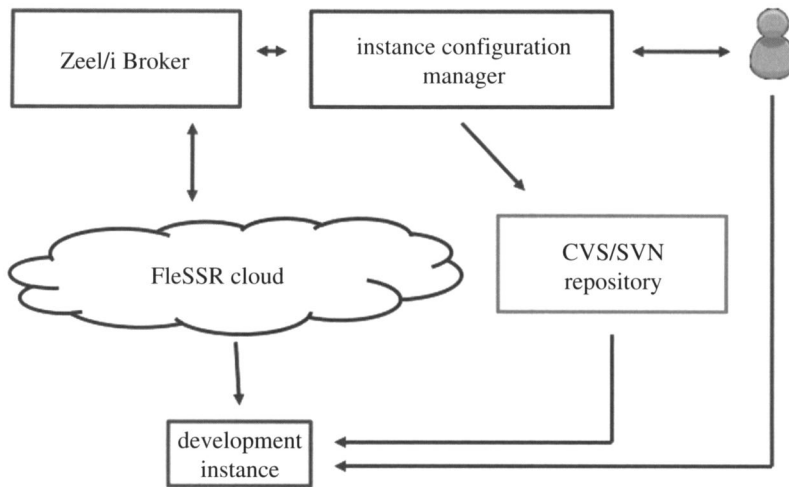 Zeel/i Broker
instance configuration
manager
FleSSR cloud
CVS/SVN
repository
development
instance